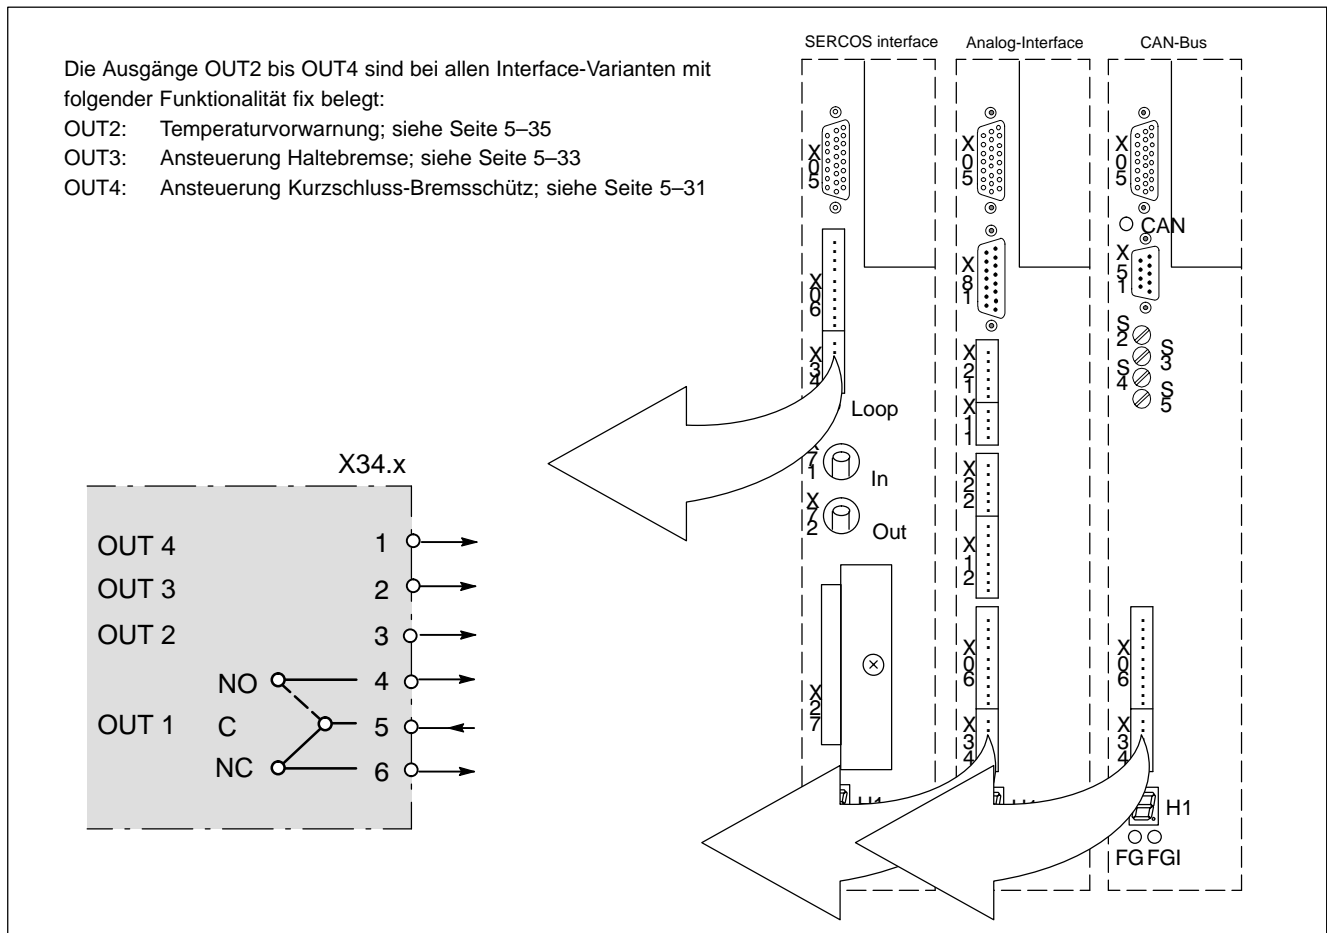 Die Ausgänge OUT2 bis OUT4 sind bei allen Interface-Varianten mit
folgender Funktionalität fix belegt:
OUT2: Temperaturvorwarnung; siehe Seite 5–35
OUT3: Ansteuerung Haltebremse; siehe Seite 5–33
OUT4: Ansteuerung Kurzschluss-Bremsschütz; siehe Seite 5–31
X34.x
OUT 4 1
OUT 3 2
OUT 2 3
NO 4
OUT 1 C 5
NC 6
SERCOS interface
X05
X06
X34
Loop
X71
In
X72
Out
X27
H1
Analog-Interface
X05
X81
X21
X11
X22
X12
X06
X34
CAN-Bus
X05
CAN
X51
S2
S3
S4
S5
X06
X34
H1
FG FGI